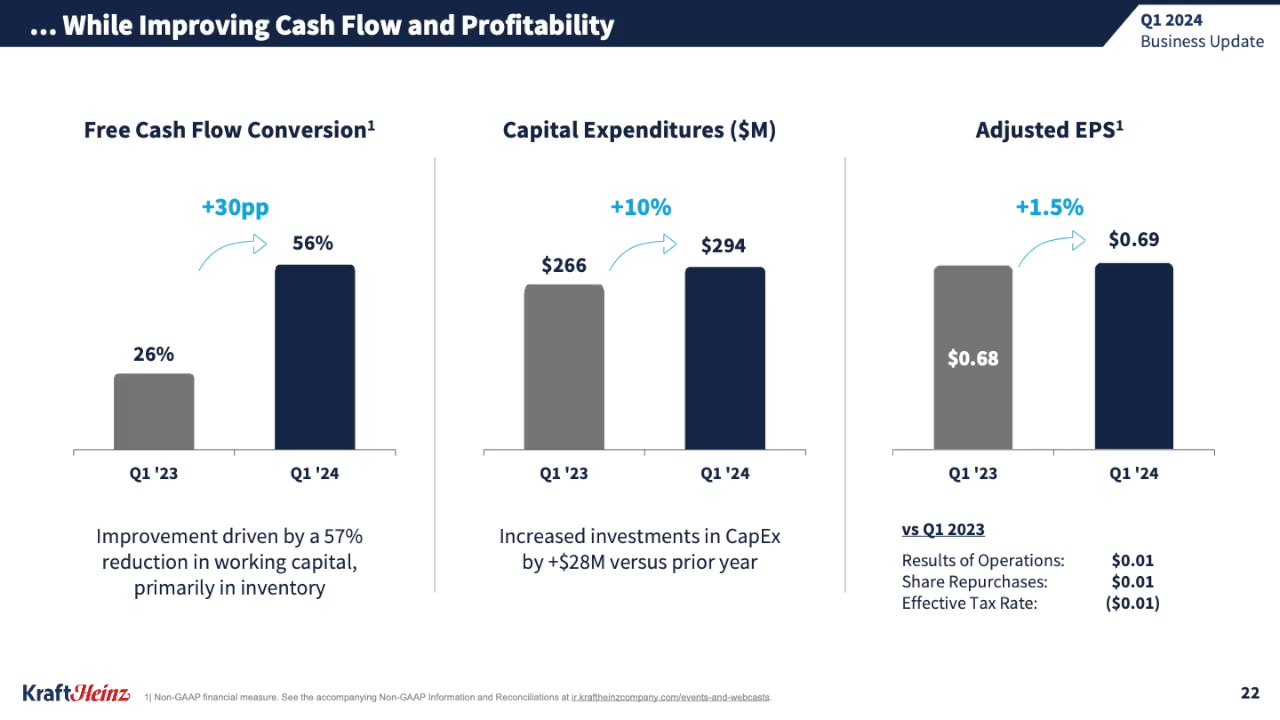 ... While Improving Cash Flow and Profitability
Q1 2024
Business Update
Free Cash Flow Conversion¹
+30pp
26%
56%
Q1 '23
Q1 '24
Improvement driven by a 57%
reduction in working capital,
primarily in inventory
Capital Expenditures ($M)
+10%
$266
$294
Q1 '23
Q1 '24
Increased investments in CapEx
by +$28M versus prior year
Adjusted EPS¹
+1.5%
$0.68
$0.69
Q1 '23
Q1 '24
vs Q1 2023
Results of Operations: $0.01
Share Repurchases: $0.01
Effective Tax Rate: ($0.01)
KraftHeinz
1| Non-GAAP financial measure. See the accompanying Non-GAAP Information and Reconciliations at ir.kraftheinzcompany.com/events-and-webcasts.
22